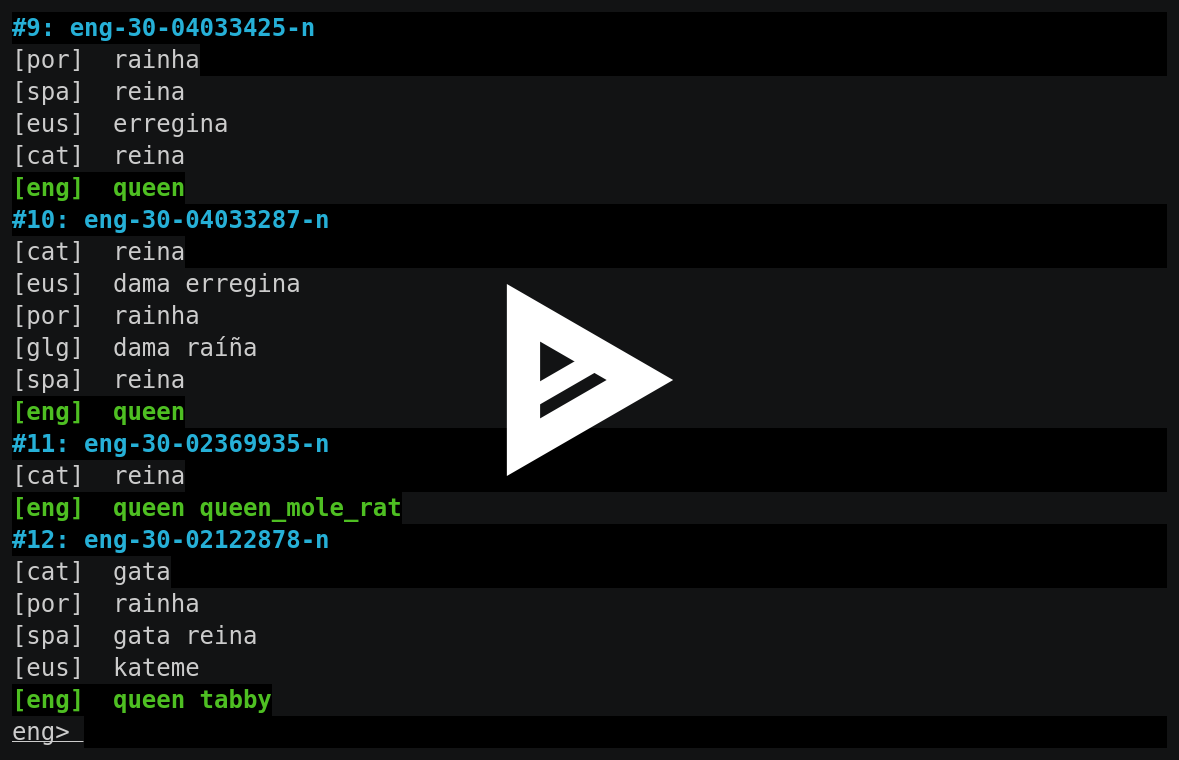 #9: eng-30-04033425-n
[por]  rainha
[spa]  reina
[eus]  erregina
[cat]  reina
[eng]  queen
#10: eng-30-04033287-n
[cat]  reina
[eus]  dama erregina
[por]  rainha
[glg]  dama raíña
[spa]  reina
[eng]  queen
#11: eng-30-02369935-n
[cat]  reina
[eng]  queen queen_mole_rat
#12: eng-30-02122878-n
[cat]  gata
[por]  rainha
[spa]  gata reina
[eus]  kateme
[eng]  queen tabby
eng>